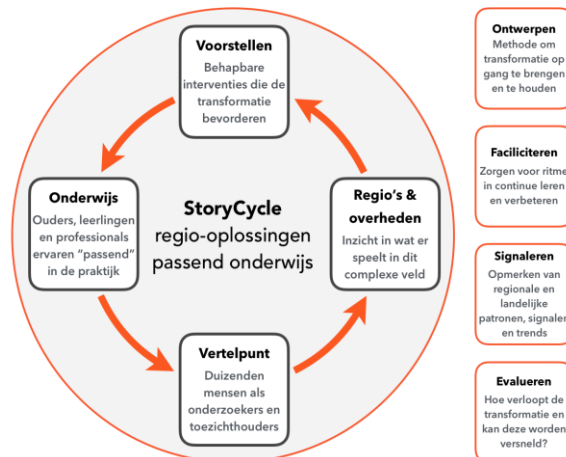 Voorstellen
Behapbare
interventies die de
transformatie
bevorderen
Onderwijs
Ouders, leerlingen
en professionals
ervaren "passend"
in de praktijk
StoryCycle
regio-oplossingen
passend onderwijs
Regio's &
overheden
Inzicht in wat er
speelt in dit
complexe veld
Vertelpunt
Duizenden
mensen als
onderzoekers en
toezichthouders
Ontwerpen
Methode om
transformatie op
gang te brengen
en te houden
Faciliciteren
Zorgen voor ritme
in continue leren
en verbeteren
Signaleren
Opmerken van
regionale en
landelijke
patronen, signalen
en trends
Evalueren
Hoe verloopt de
transformatie en
kan deze worden
versneld?